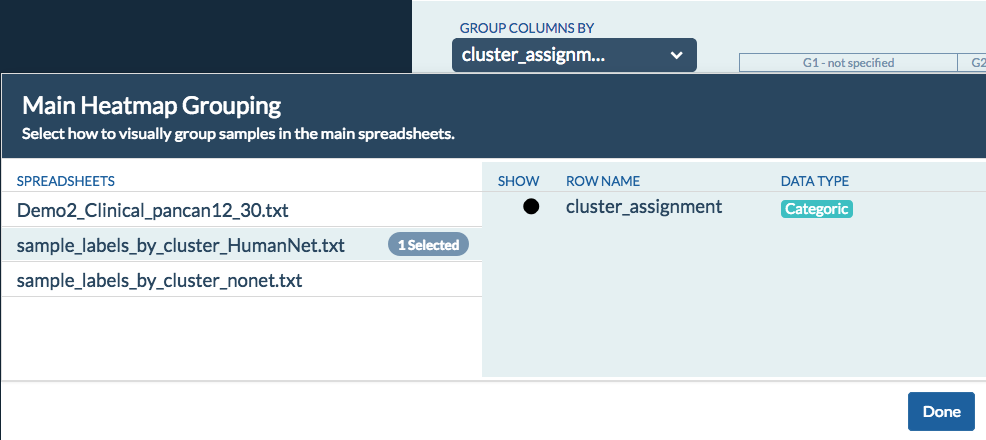 GROUP COLUMNS BY
cluster_assignm...
G1 - not specified
G2
Main Heatmap Grouping
Select how to visually group samples in the main spreadsheets.
SPREADSHEETS
SHOW
ROW NAME
DATA TYPE
Demo2_Clinical_pancan12_30.txt
cluster_assignment
Categoric
sample_labels_by_cluster_HumanNet.txt
1 Selected
sample_labels_by_cluster_nonet.txt
Done